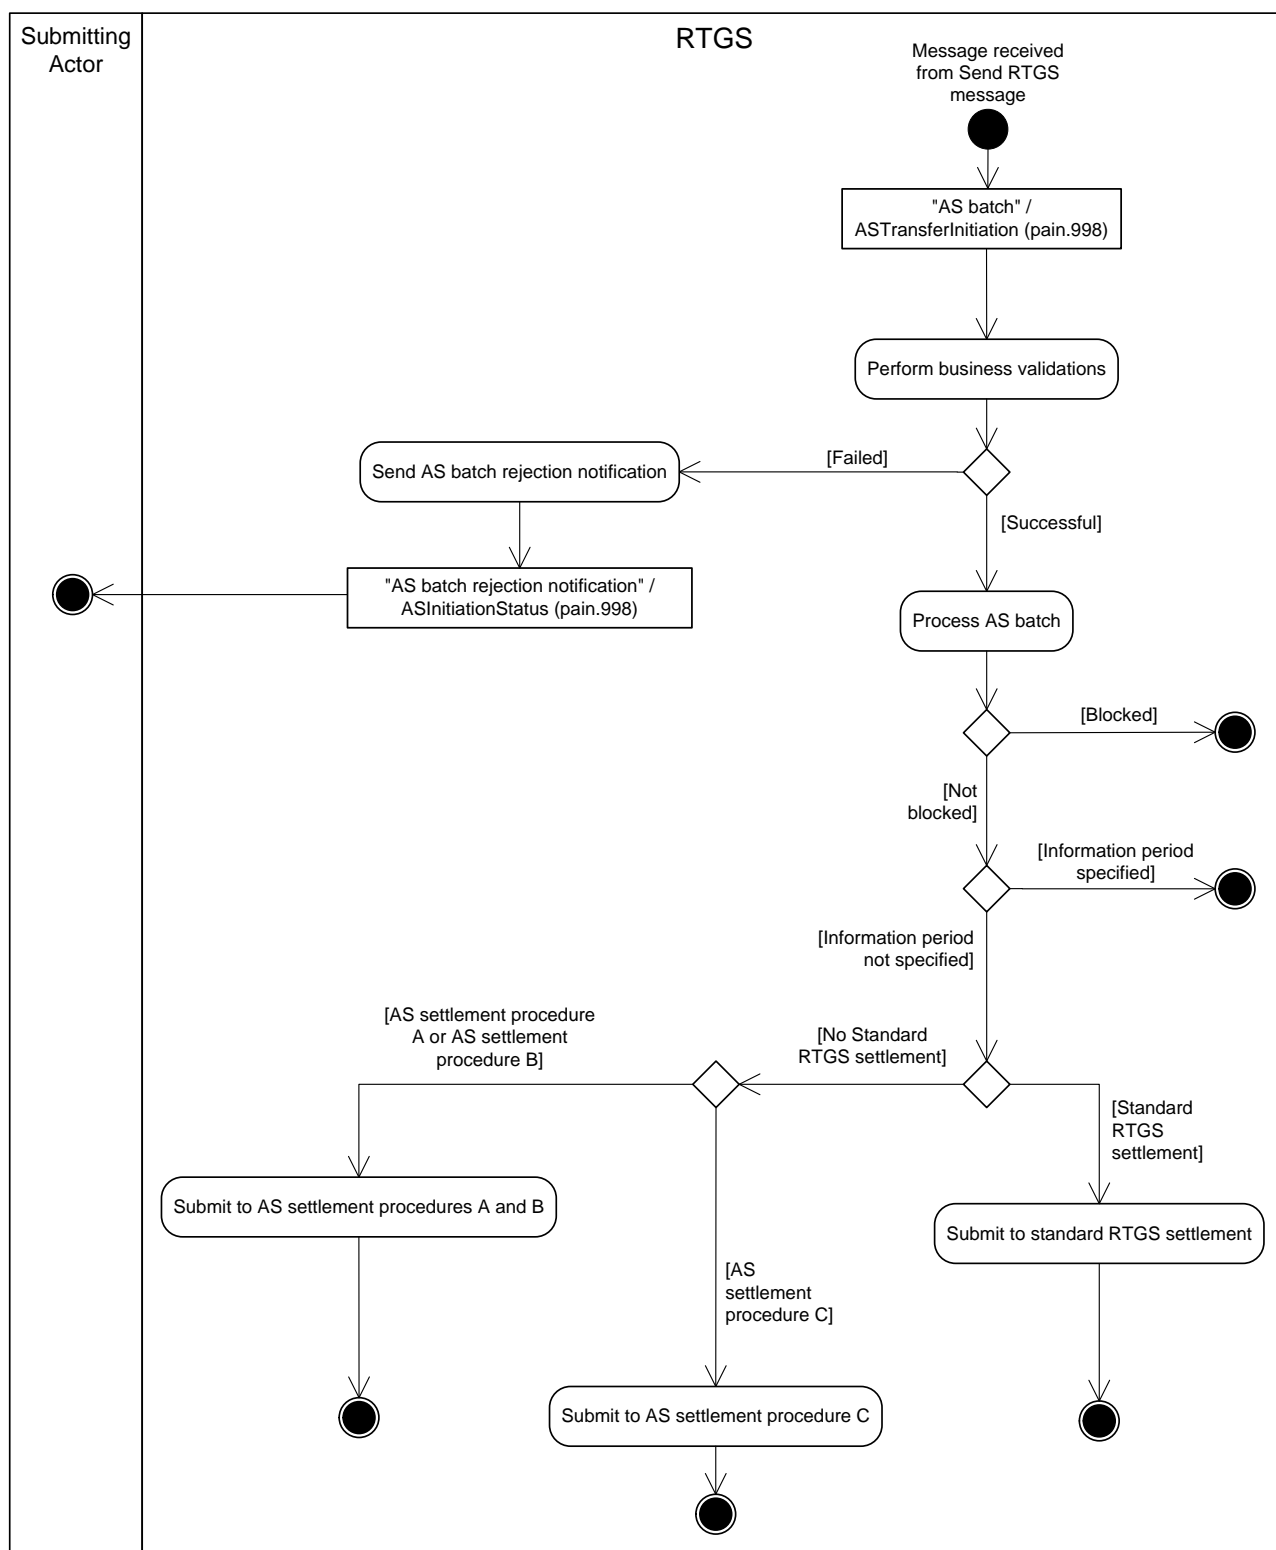 Submitting
Actor
RTGS
Message received
from Send RTGS
message
"AS batch" /
ASTransferInitiation (pain.998)
Perform business validations
[Failed]
Send AS batch rejection notification
[Successful]
"AS batch rejection notification" /
ASInitiationStatus (pain.998)
Process AS batch
[Blocked]
[Not
blocked]
[Information period
specified]
[Information period
not specified]
[AS settlement procedure
A or AS settlement
procedure B]
[No Standard
RTGS settlement]
[Standard
RTGS
settlement]
Submit to AS settlement procedures A and B
Submit to standard RTGS settlement
[AS
settlement
procedure C]
Submit to AS settlement procedure C